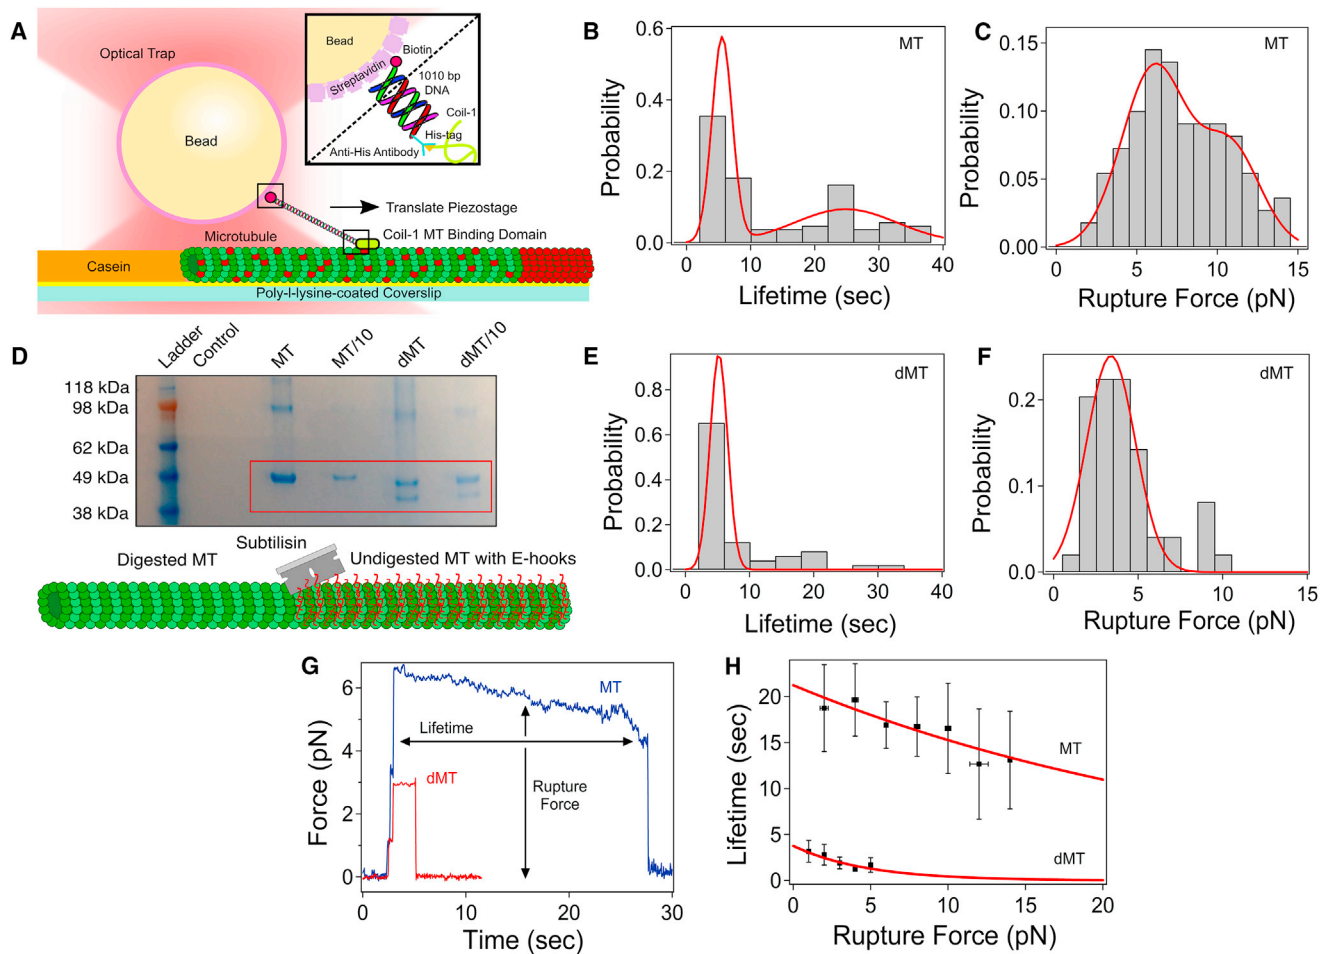 A
Optical Trap
Bead
Bead
Biotin
Streptavidin
1010 bp
DNA
Coil-1
His-tag
Anti-His Antibody
Translate Piezostage
Microtubule
Coil-1 MT Binding Domain
Casein
Poly-l-lysine-coated Coverslip
B
MT
Probability
0.6
0.4
0.2
0.0
0 10 20 30 40
Lifetime (sec)
C
MT
Probability
0.15
0.10
0.05
0.00
0 5 10 15
Rupture Force (pN)
D
Ladder
Control
MT
MT/10
dMT
dMT/10
118 kDa
98 kDa
62 kDa
49 kDa
38 kDa
Subtilisin
Digested MT
Undigested MT with E-hooks
E
dMT
Probability
0.8
0.6
0.4
0.2
0.0
0 10 20 30 40
Lifetime (sec)
F
dMT
Probability
0.2
0.1
0.0
0 5 10 15
Rupture Force (pN)
G
MT
Lifetime
dMT
Rupture
Force
Force (pN)
6
4
2
0
0 10 20 30
Time (sec)
H
MT
dMT
Lifetime (sec)
20
15
10
5
0
0 5 10 15 20
Rupture Force (pN)